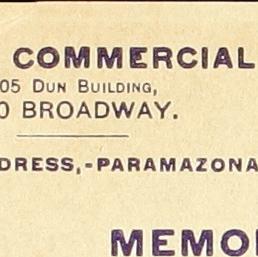 COMMERCIAL
05 DUN BUILDING,
0 BROADWAY.
DRESS,-PARAMAZONA
MEMO